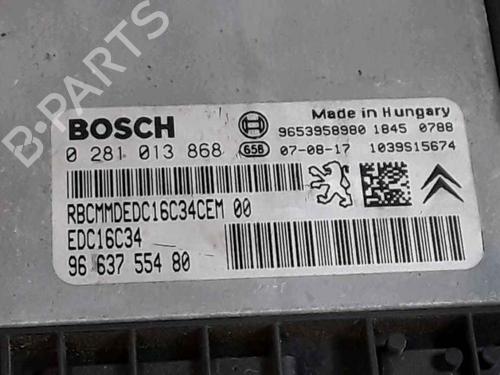 B-PARTS
BOSCH
Made in Hungary
9653958980 1845 0788
0 281 013 868 658 07-08-17 1039S15674
RBCMMDEDC16C34CEM 00
EDC16C34
96 637 554 80